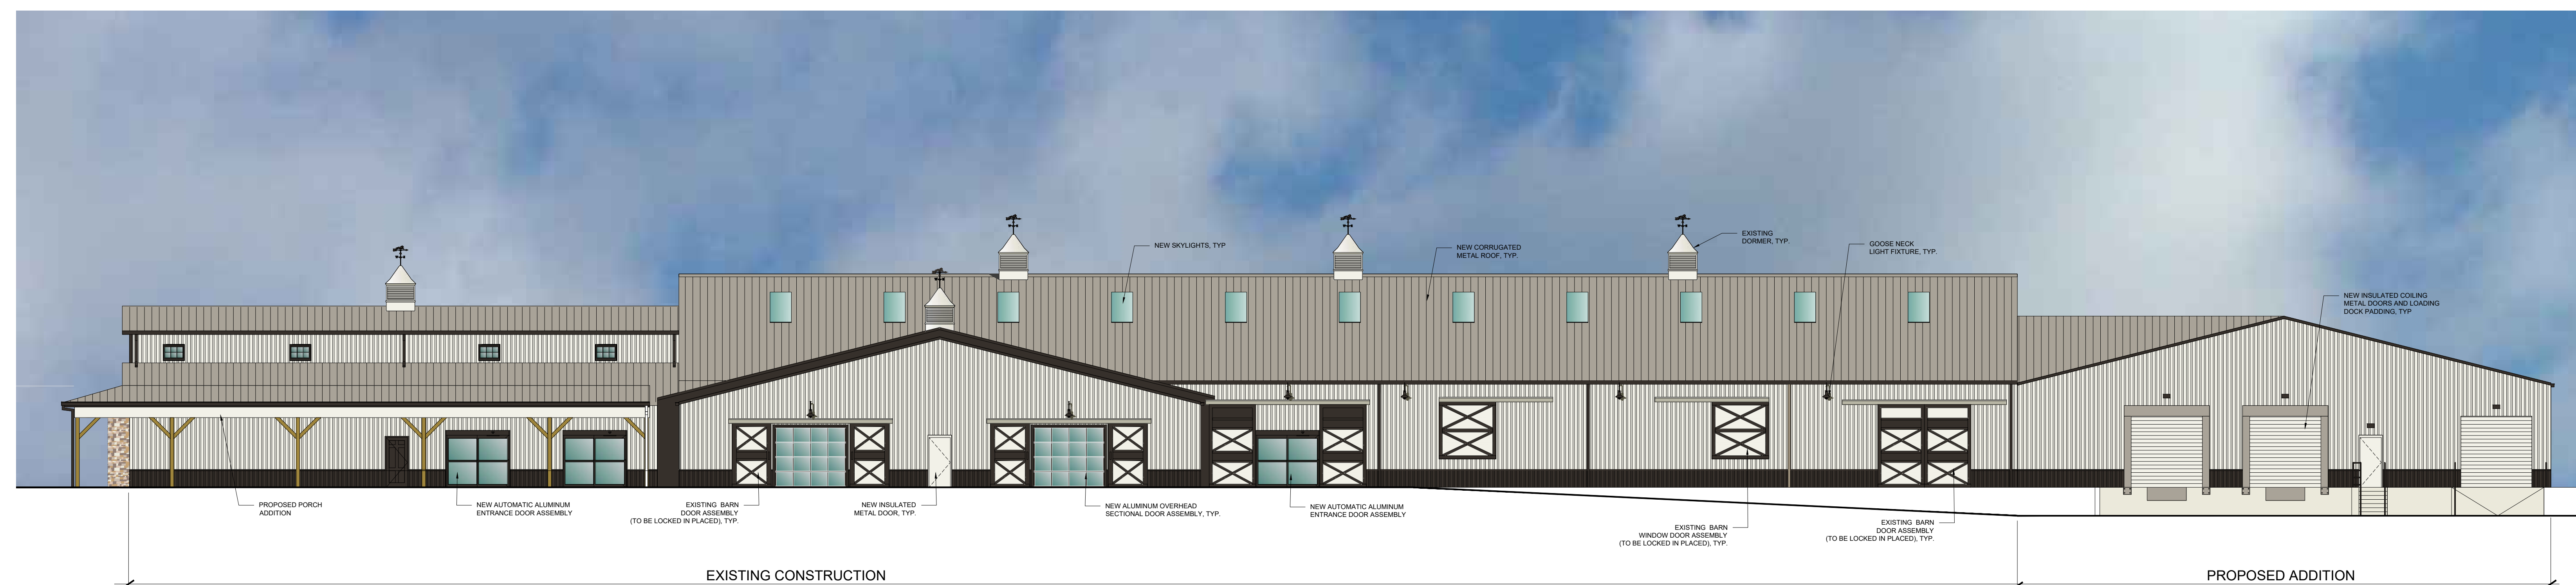 NEW SKYLIGHTS, TYP
NEW CORRUGATED
METAL ROOF, TYP.
EXISTING
DORMER, TYP.
GOOSE NECK
LIGHT FIXTURE, TYP.
NEW INSULATED COILING
METAL DOORS AND LOADING
DOCK PADDING, TYP
PROPOSED PORCH
ADDITION
NEW AUTOMATIC ALUMINUM
ENTRANCE DOOR ASSEMBLY
EXISTING BARN
DOOR ASSEMBLY
(TO BE LOCKED IN PLACED), TYP.
NEW INSULATED
METAL DOOR, TYP.
NEW ALUMINUM OVERHEAD
SECTIONAL DOOR ASSEMBLY, TYP.
NEW AUTOMATIC ALUMINUM
ENTRANCE DOOR ASSEMBLY
EXISTING BARN
WINDOW DOOR ASSEMBLY
(TO BE LOCKED IN PLACED), TYP.
EXISTING BARN
DOOR ASSEMBLY
(TO BE LOCKED IN PLACED), TYP.
EXISTING CONSTRUCTION
PROPOSED ADDITION